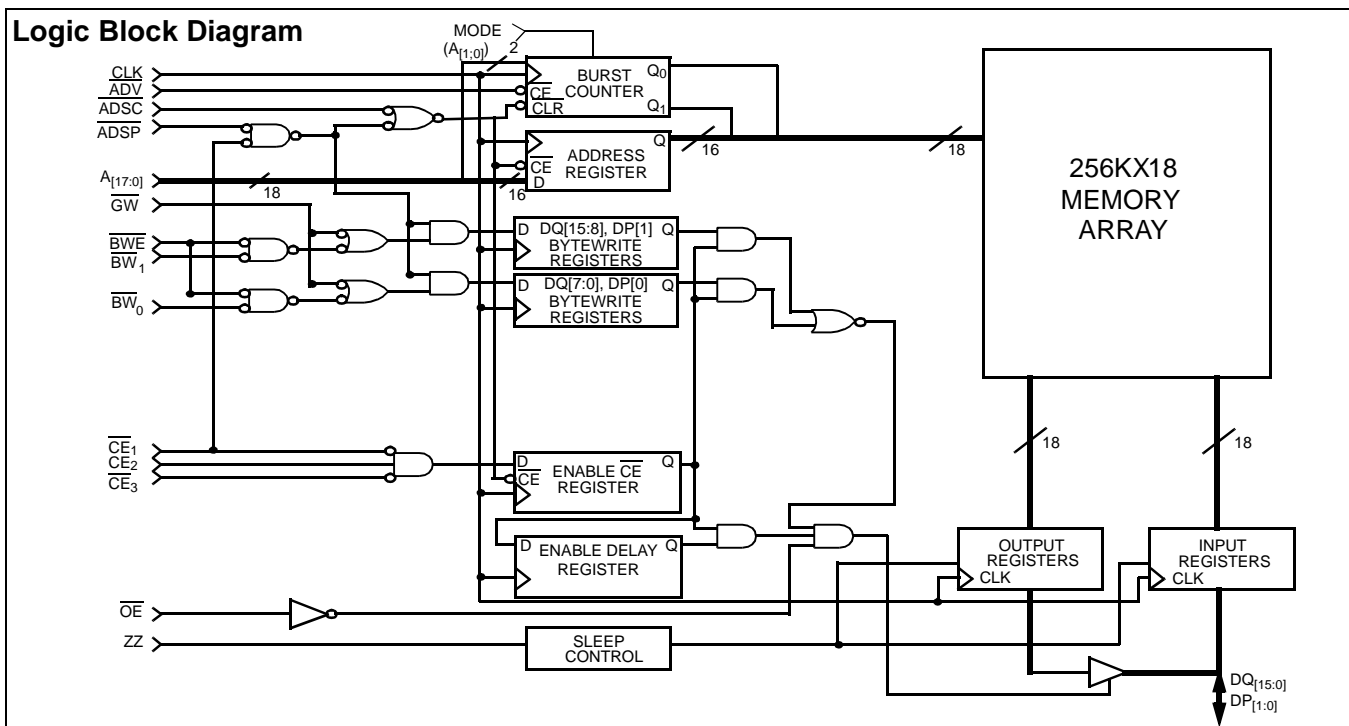 Logic Block Diagram
MODE
(A[1;0])
2
CLK
ADV
ADSC
ADSP
BURST
COUNTER
CE
CLR
Q0
Q1
ADDRESS
REGISTER
CE
D
Q
16
18
A[17:0]
18
16
GW
BWE
BW1
BW0
D
DQ[15:8], DP[1]
BYTEWRITE
REGISTERS
Q
D
DQ[7:0], DP[0]
BYTEWRITE
REGISTERS
Q
256KX18
MEMORY
ARRAY
18
18
CE1
CE2
CE3
D
CE
ENABLE CE
REGISTER
Q
D
ENABLE DELAY
REGISTER
Q
OUTPUT
REGISTERS
CLK
INPUT
REGISTERS
CLK
OE
ZZ
SLEEP
CONTROL
DQ[15:0]
DP[1:0]